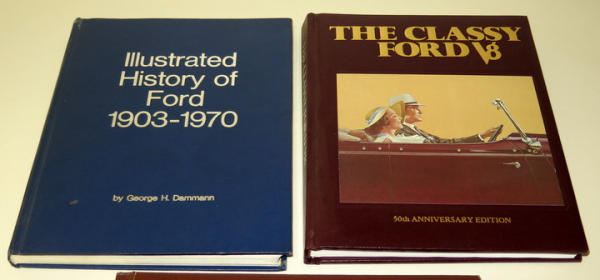 Illustrated
History of
Ford
1903-1970
by George H. Dammann
THE CLASSY
FORD V8
50th ANNIVERSARY EDITION